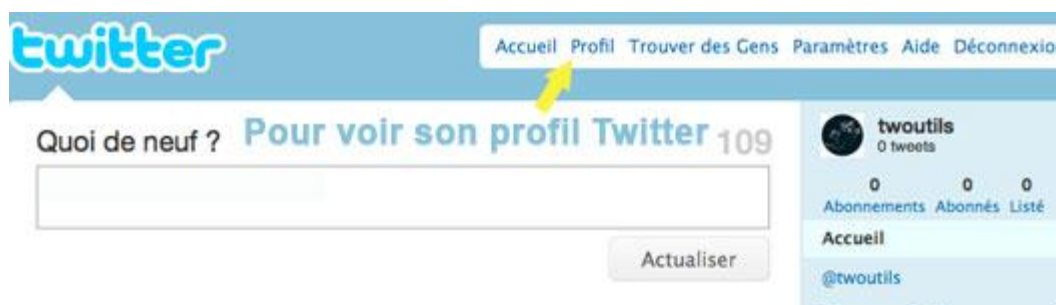 twitter
Accueil Profil Trouver des Gens Paramètres Aide Déconnexio
Quoi de neuf ? Pour voir son profil Twitter 109
Actualiser
twoutils
0 tweets
0 0 0
Abonnements Abonnés Listé
Accueil
@twoutils